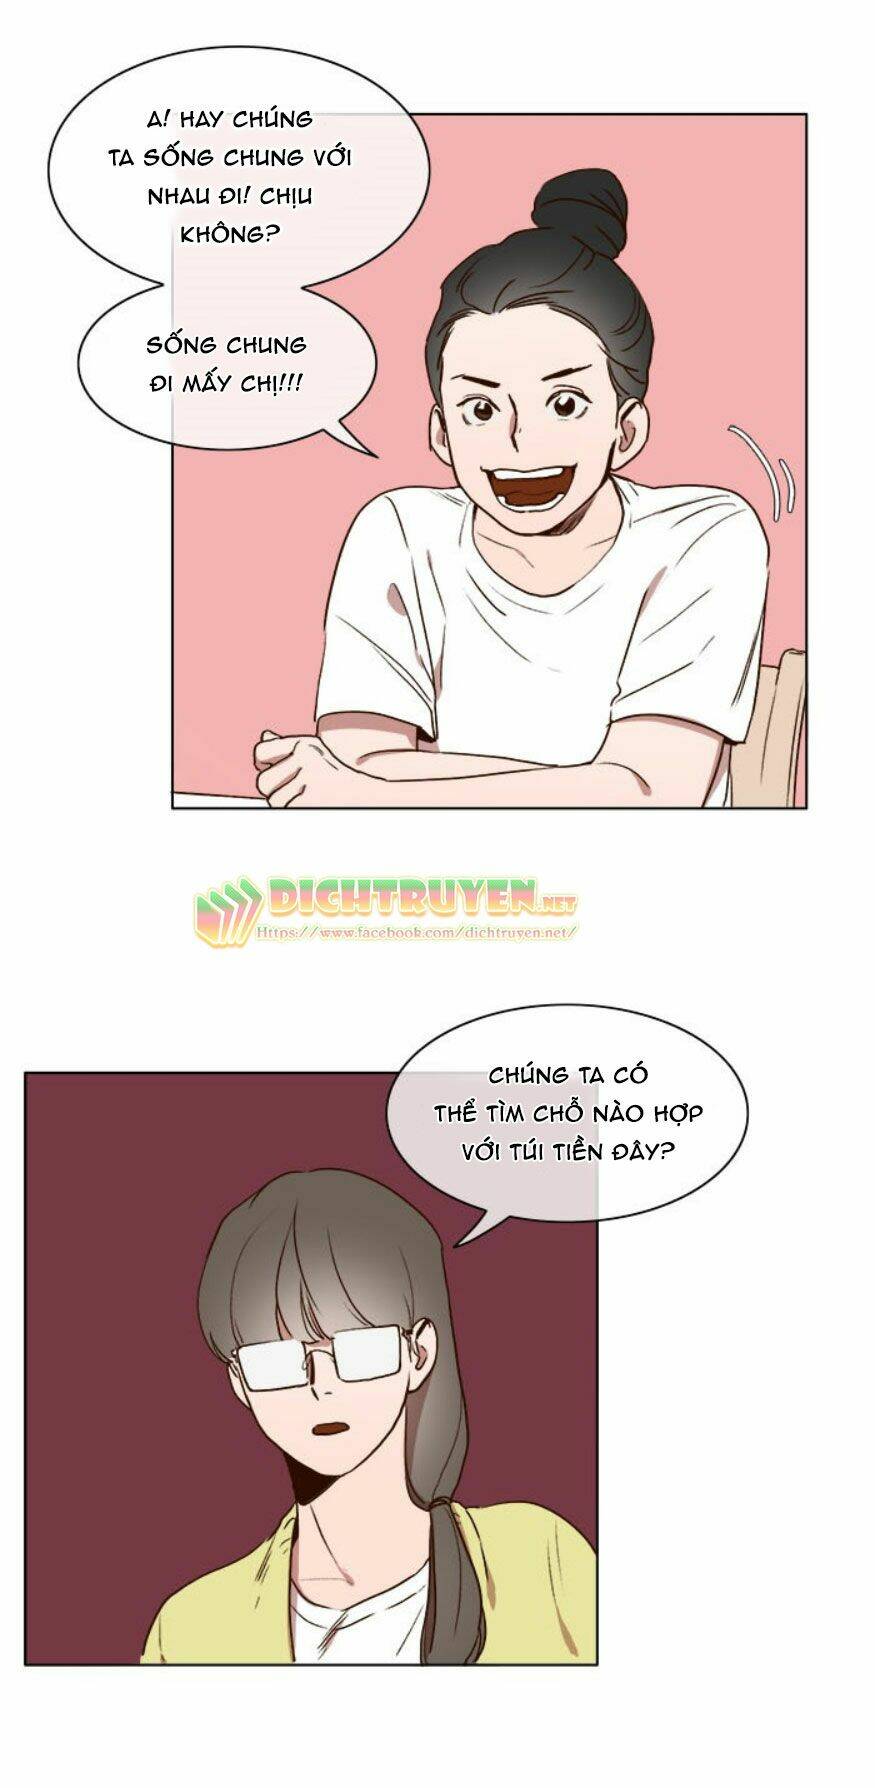 A! HAY CHÚNG
TA SỐNG CHUNG VỚI
NHAU ĐI! CHỊU
KHÔNG?
SỐNG CHUNG
ĐI MẤY CHỊ!!!
DICHTRUYEN.NET
Https://www.facebook.com/dichtruyen.net/
CHÚNG TA CÓ
THỂ TÌM CHỖ NÀO HỢP
VỚI TÚI TIỀN ĐÂY?